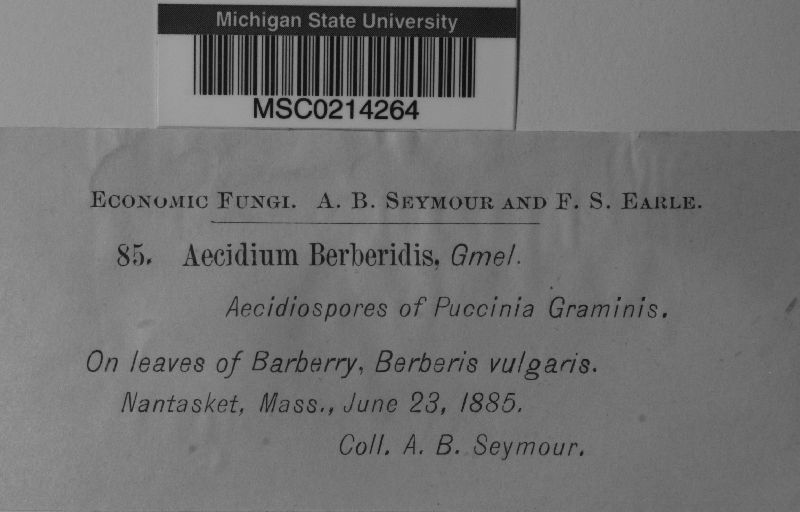 Michigan State University
MSC0214264
ECONOMIC FUNGI. A. B. SEYMOUR AND F. S. EARLE.
85. Aecidium Berberidis, Gmel.
Aecidiospores of Puccinia Graminis.
On leaves of Barberry, Berberis vulgaris.
Nantasket, Mass., June 23, 1885.
Coll. A. B. Seymour.